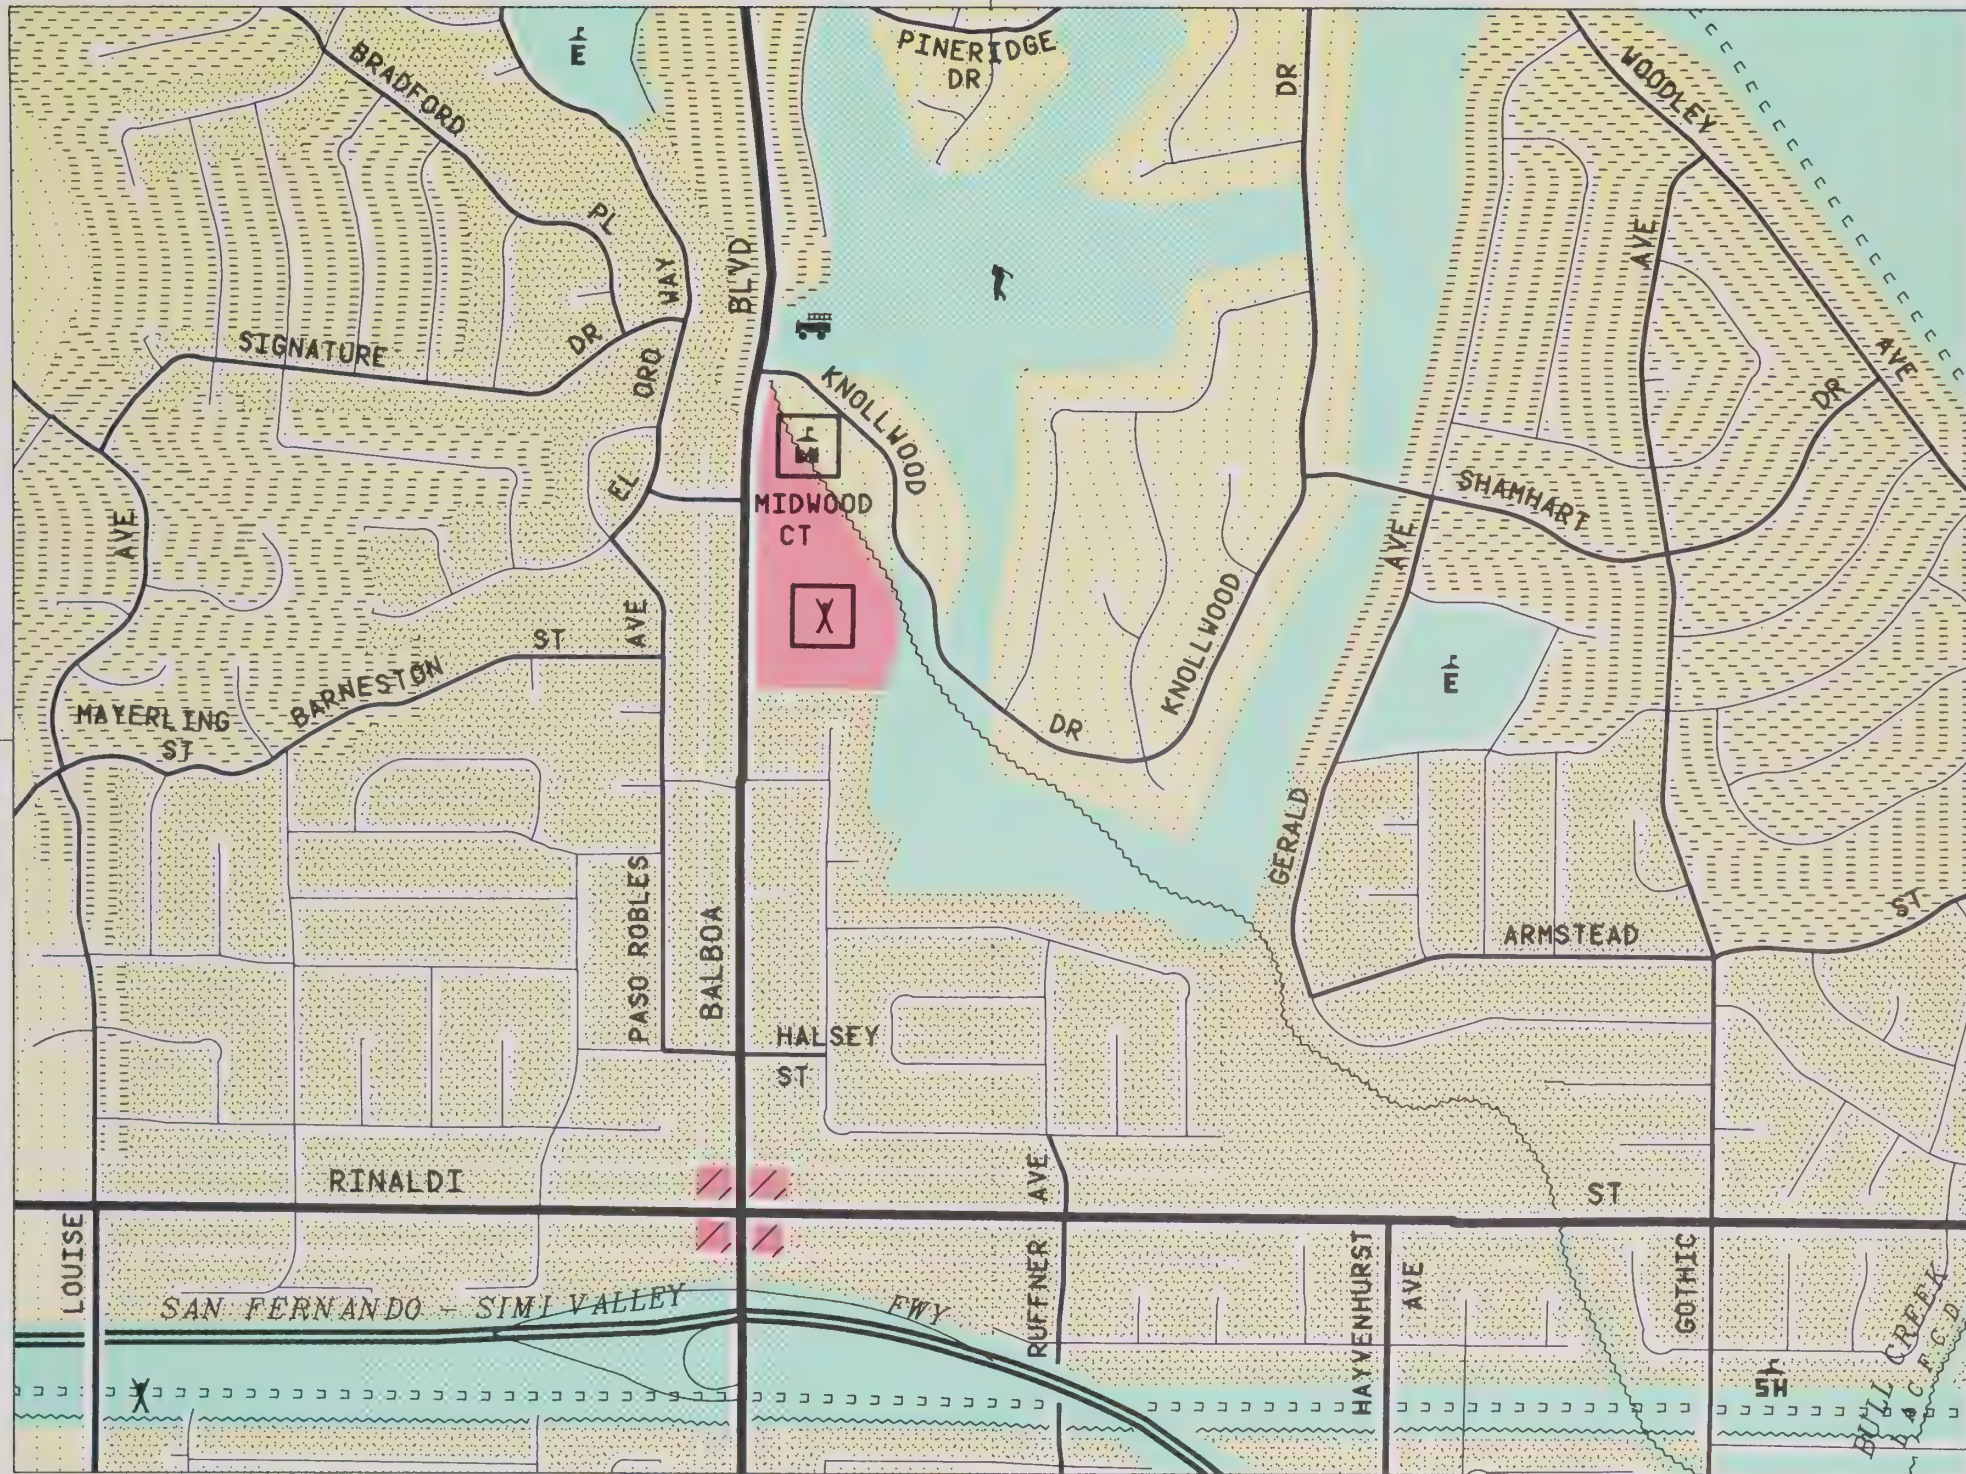 E
BRADFORD
PL
PINERIDGE
DR
DR
WOODLEY
AVE
AVE
BLVD
WAY
ORO
EL
SIGNATURE
DR
KNOLLWOOD
DR
SHAMHART
AVE
AVE
MIDWOOD
CT
X
ST
AVE
BARNESTON
MAYERLING
ST
KNOLLWOOD
DR
E
GERALD
PASO ROBLES
BALBOA
ARMSTEAD
ST
HALSEY
ST
RINALDI
AVE
ST
LOUISE
SAN FERNANDO - SIMI VALLEY
FWY
RUFFNER
HAYVENHURST
AVE
GOTHIC
X
SH
BULL CREEK
L A C F C D